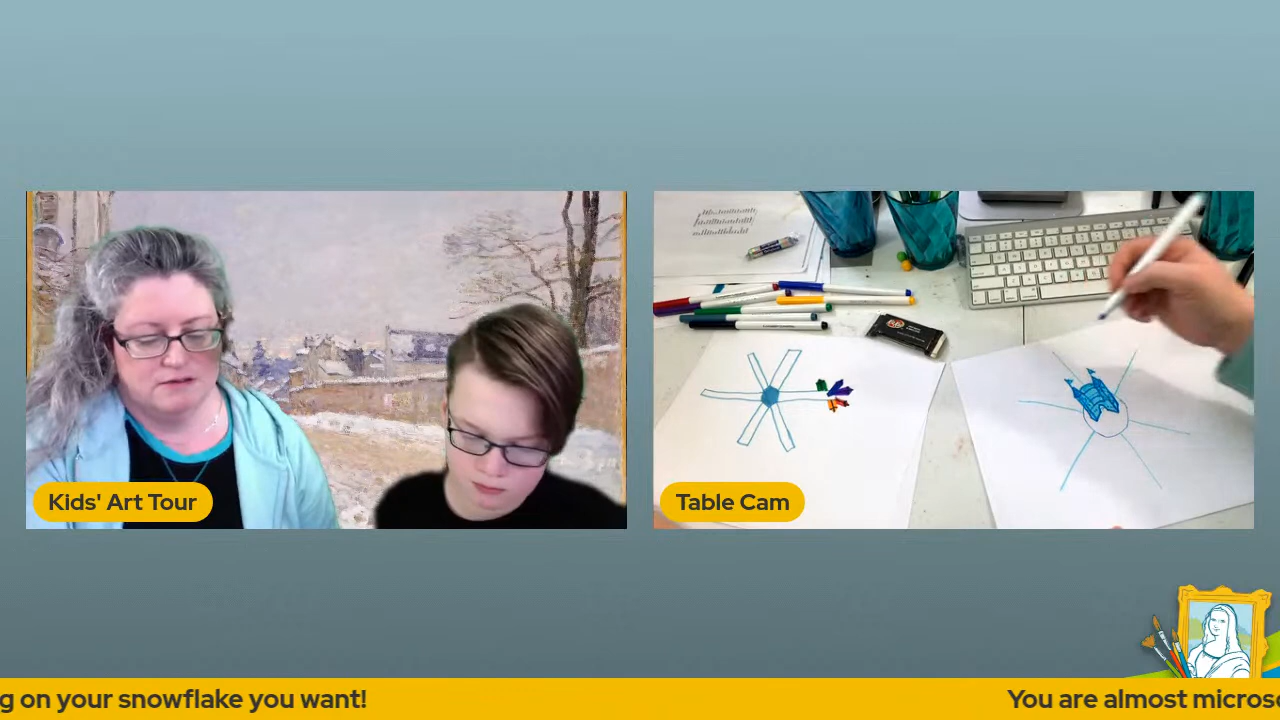 Kids' Art Tour
Table Cam
g on your snowflake you want!
You are almost micros